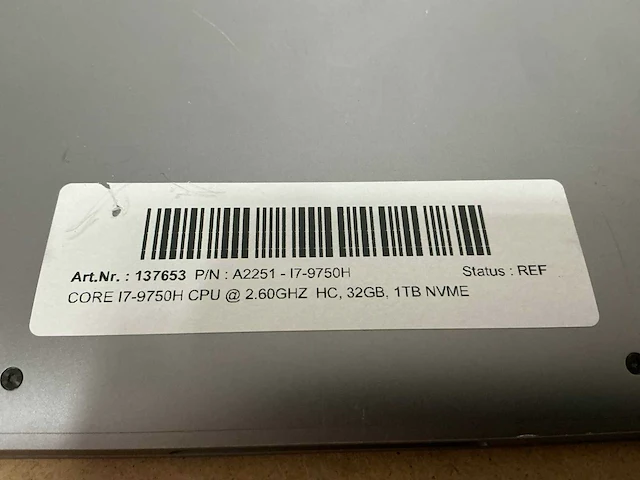 Art.Nr. : 137653 P/N : A2251 - I7-9750H Status : REF
CORE I7-9750H CPU @ 2.60GHZ HC, 32GB, 1TB NVME